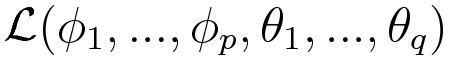 𝓛(ϕ₁, ..., ϕₚ, θ₁, ..., θ_q)